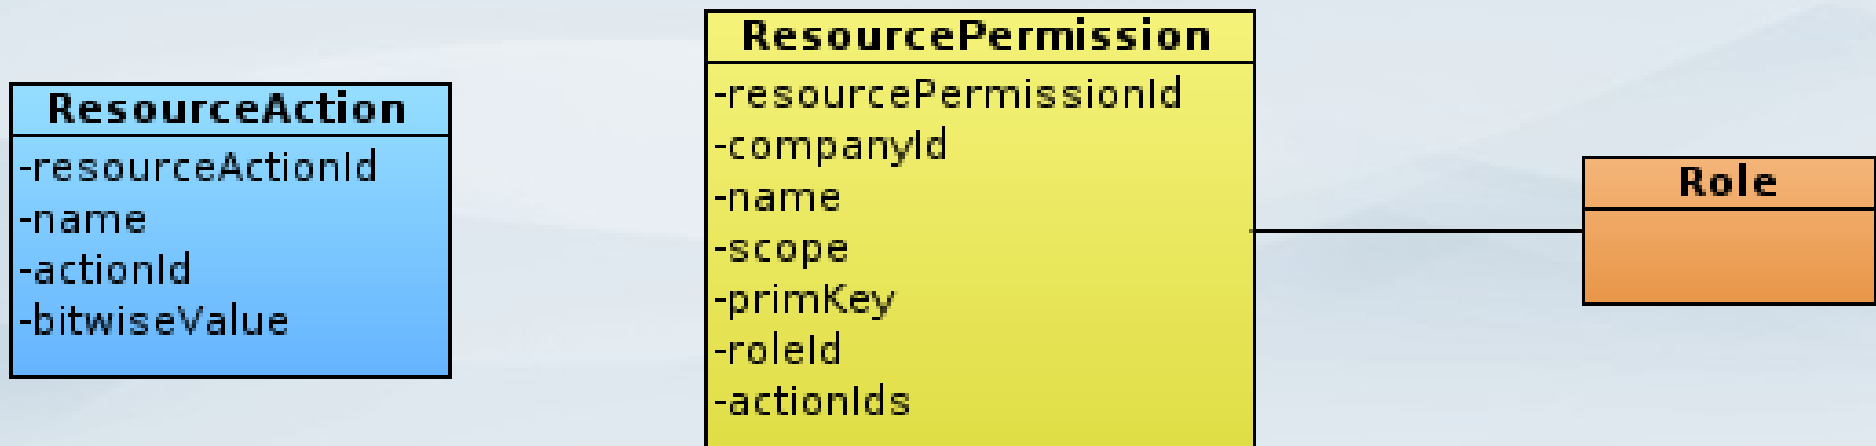 ResourceAction
-resourceActionId
-name
-actionId
-bitwiseValue
ResourcePermission
-resourcePermissionId
-companyId
-name
-scope
-primKey
-roleId
-actionIds
Role